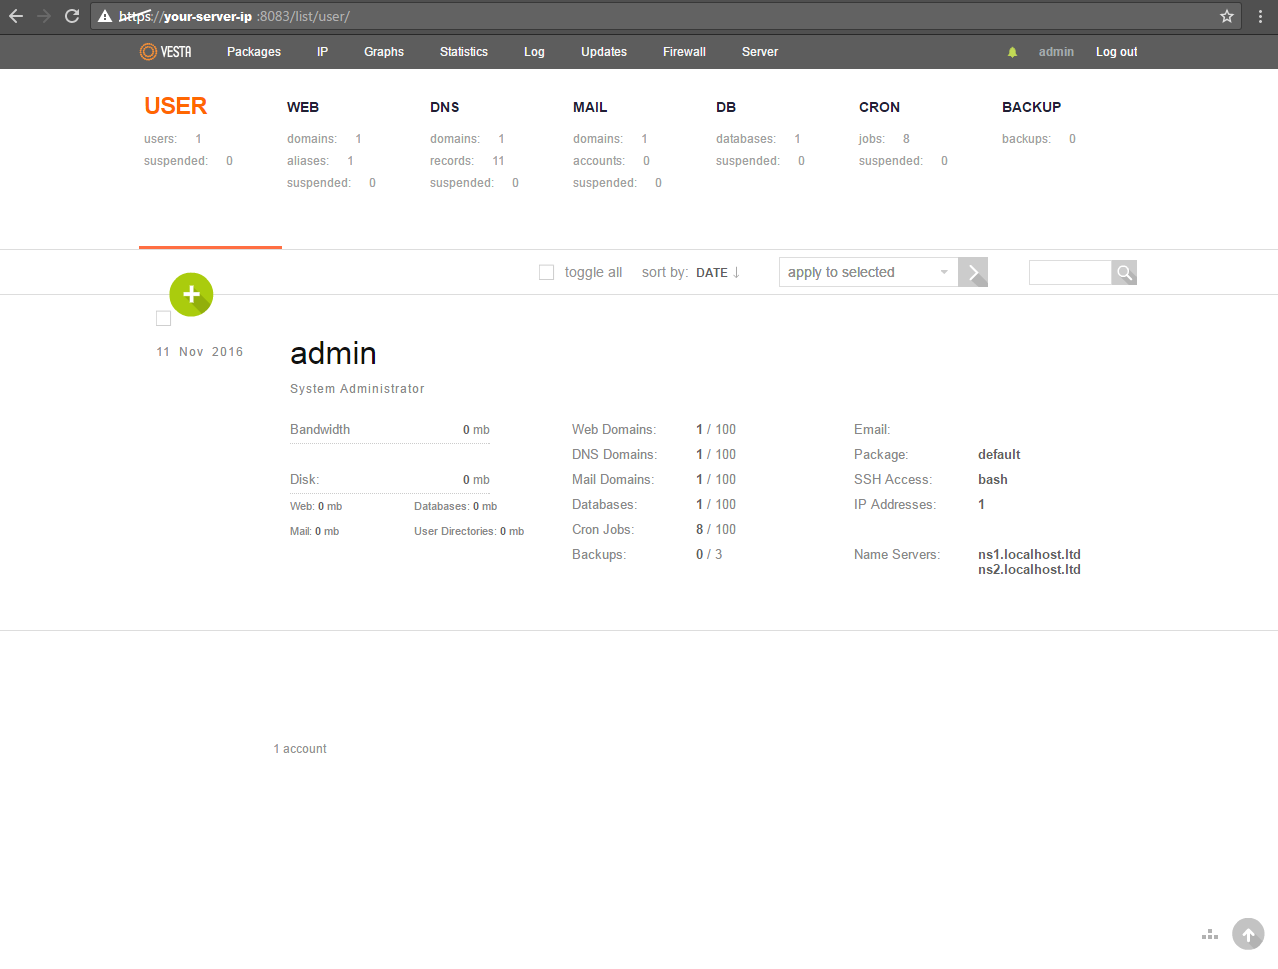 https://your-server-ip :8083/list/user/
VESTA Packages IP Graphs Statistics Log Updates Firewall Server admin Log out
USER WEB DNS MAIL DB CRON BACKUP
users: 1 domains: 1 domains: 1 domains: 1 databases: 1 jobs: 8 backups: 0
suspended: 0 aliases: 1 records: 11 accounts: 0 suspended: 0 suspended: 0
suspended: 0 suspended: 0 suspended: 0
toggle all sort by: DATE ↓ apply to selected
11 Nov 2016 admin
System Administrator
Bandwidth 0 mb Web Domains: 1 / 100 Email:
DNS Domains: 1 / 100 Package: default
Disk: 0 mb Mail Domains: 1 / 100 SSH Access: bash
Web: 0 mb Databases: 0 mb Databases: 1 / 100 IP Addresses: 1
Mail: 0 mb User Directories: 0 mb Cron Jobs: 8 / 100
Backups: 0 / 3 Name Servers: ns1.localhost.ltd
ns2.localhost.ltd
1 account